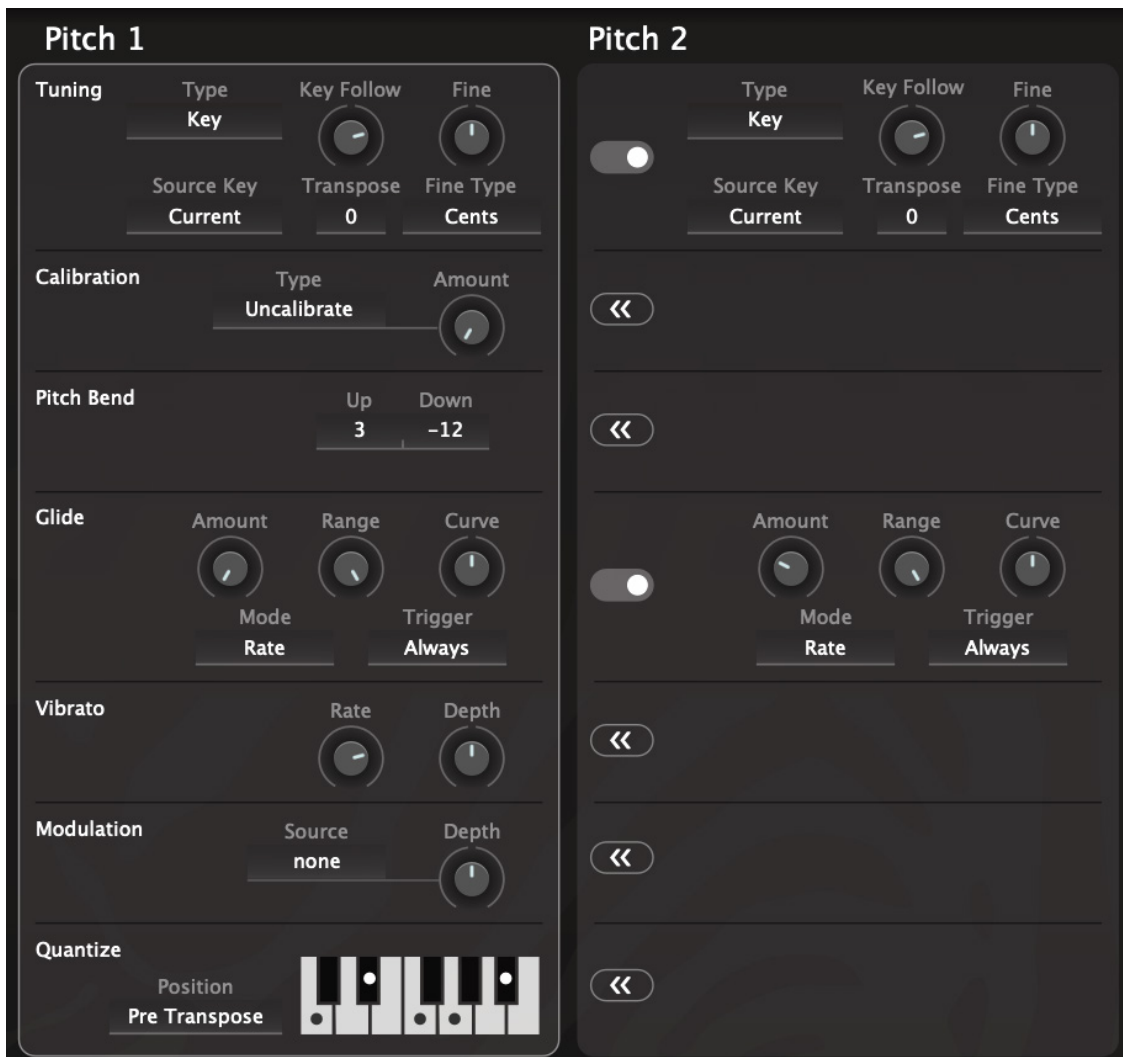 Pitch 1 Pitch 2
Tuning Type Key Follow Fine Type Key Follow Fine
Key Key
Source Key Transpose Fine Type Source Key Transpose Fine Type
Current 0 Cents Current 0 Cents
Calibration Type Amount
Uncalibrate
Pitch Bend Up Down
3 −12
Glide Amount Range Curve Amount Range Curve
Mode Trigger Mode Trigger
Rate Always Rate Always
Vibrato Rate Depth
Modulation Source Depth
none
Quantize
Position
Pre Transpose